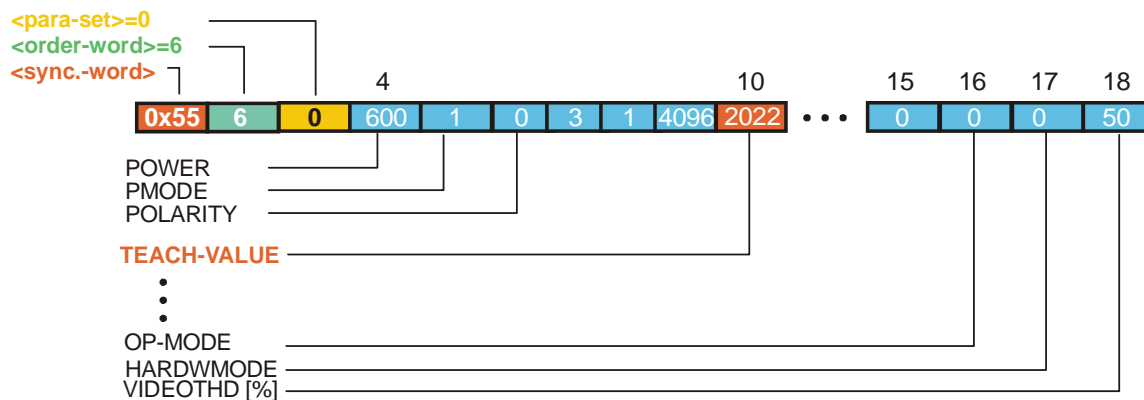 <para-set>=0
<order-word>=6
<sync.-word>
4 10 15 16 17 18
0x55 6 0 600 1 0 3 1 4096 2022 • • • 0 0 0 50
POWER
PMODE
POLARITY
TEACH-VALUE
•
•
•
OP-MODE
HARDWMODE
VIDEOTHD [%]